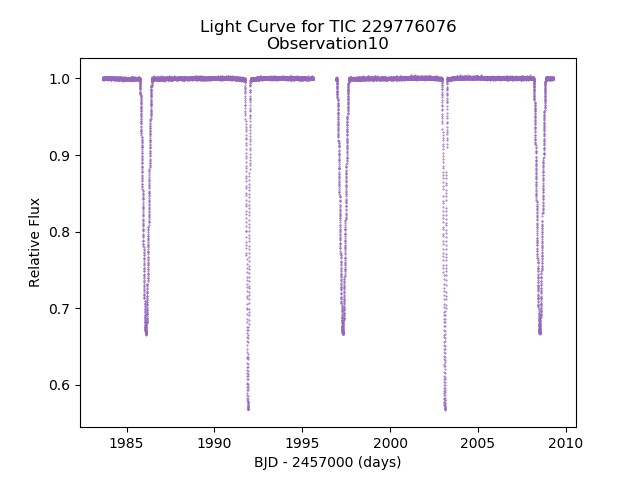 Light Curve for TIC 229776076
Observation10
Relative Flux
1.0
0.9
0.8
0.7
0.6
1985
1990
1995
2000
2005
2010
BJD - 2457000 (days)